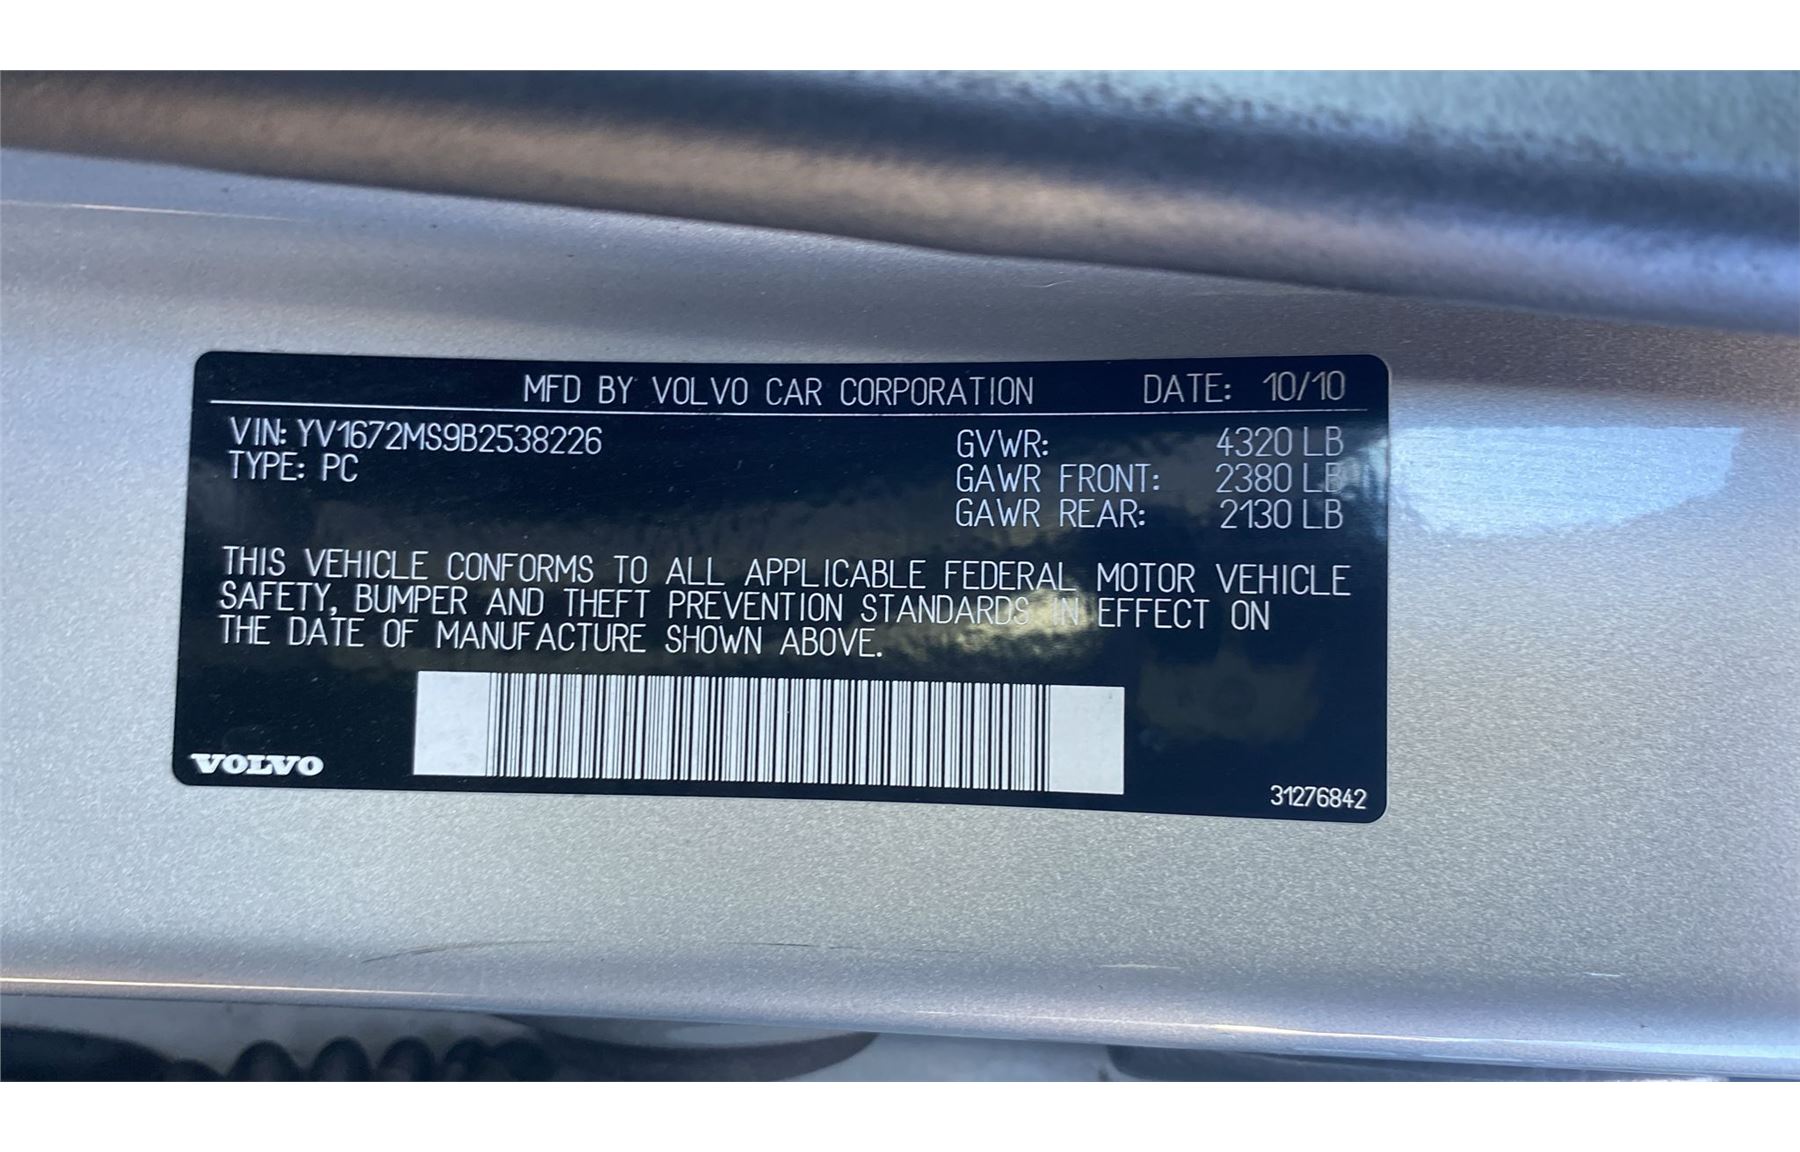 MFD BY VOLVO CAR CORPORATION DATE: 10/10
VIN: YV1672MS9B2538226 GVWR: 4320 LB
TYPE: PC GAWR FRONT: 2380 LB
GAWR REAR: 2130 LB
THIS VEHICLE CONFORMS TO ALL APPLICABLE FEDERAL MOTOR VEHICLE
SAFETY, BUMPER AND THEFT PREVENTION STANDARDS IN EFFECT ON
THE DATE OF MANUFACTURE SHOWN ABOVE.
VOLVO
31276842